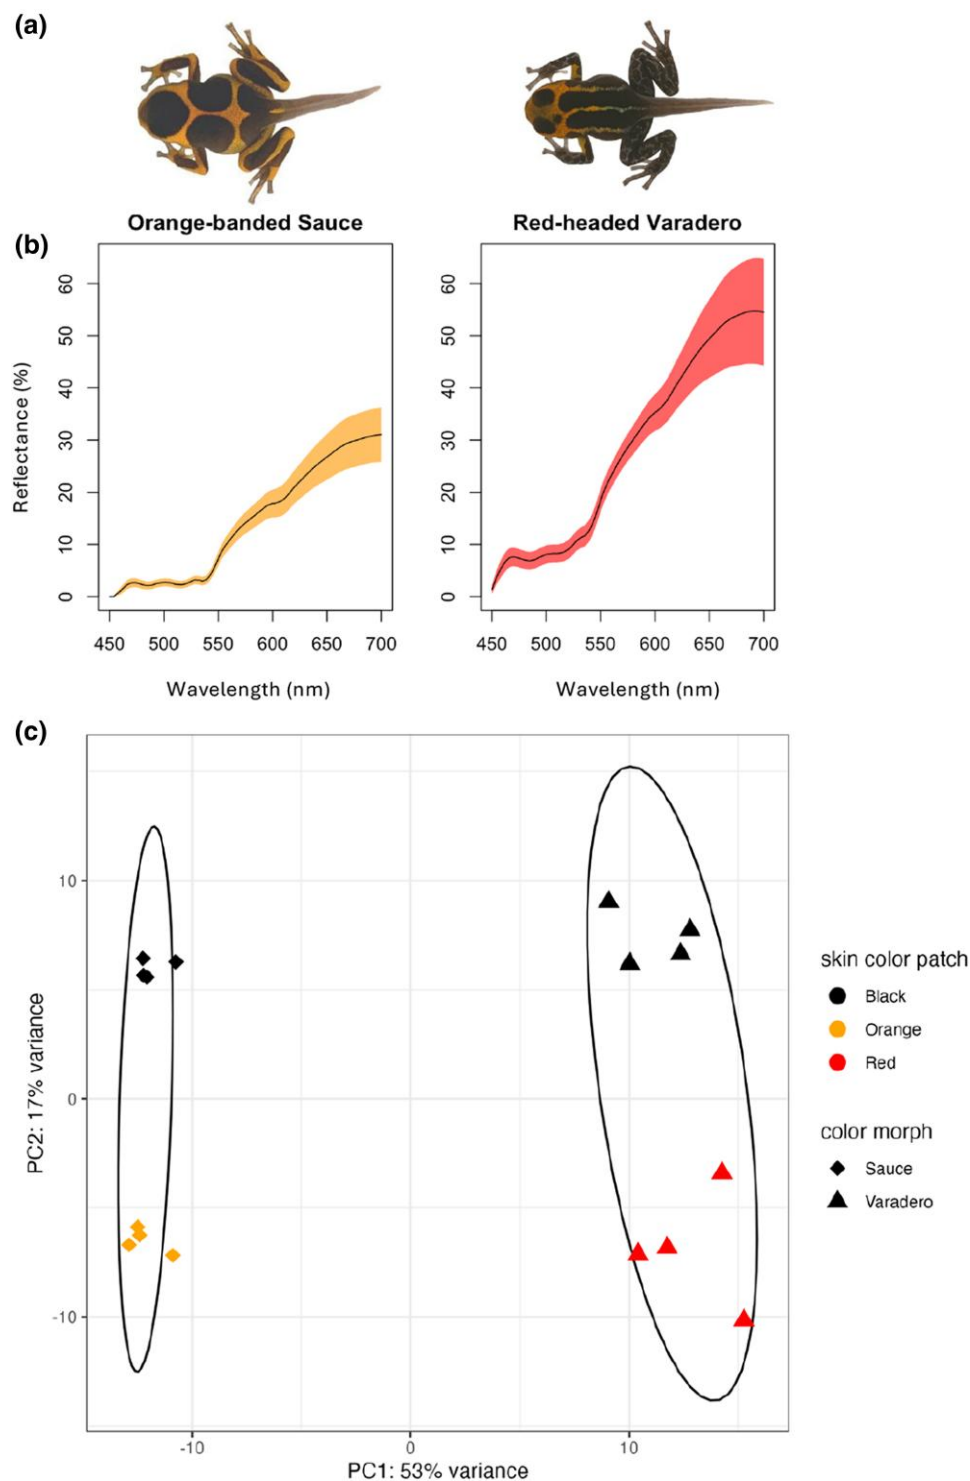 (a)
Orange-banded Sauce
Red-headed Varadero
(b)
Reflectance (%)
60
50
40
30
20
10
0
450 500 550 600 650 700
Wavelength (nm)
60
50
40
30
20
10
0
450 500 550 600 650 700
Wavelength (nm)
(c)
PC2: 17% variance
10
0
-10
-10 0 10
PC1: 53% variance
skin color patch
Black
Orange
Red
color morph
Sauce
Varadero